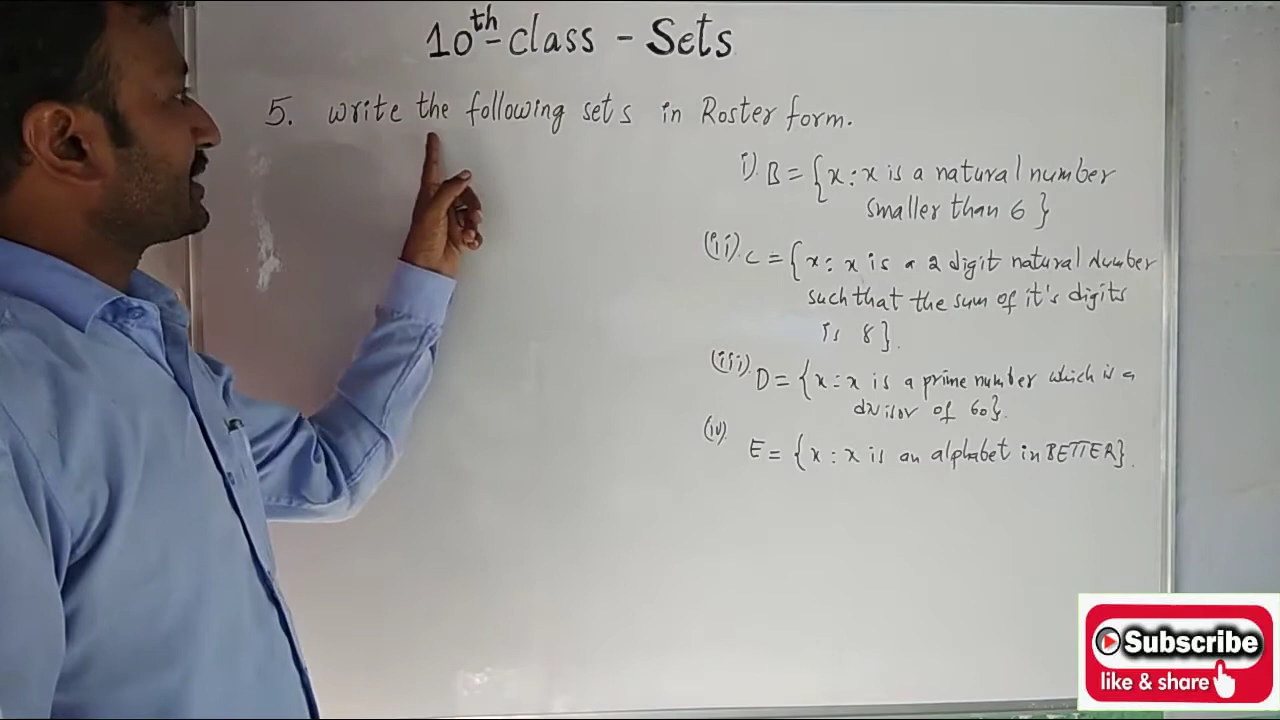 10th-class - Sets
5. Write the following sets in Roster form.
i). B = {x : x is a natural number
smaller than 6 }
(ii). C = {x : x is a 2 digit natural Number
such that the sum of it's digits
is 8}.
(iii). D = {x : x is a prime number which is a
divisor of 60}.
(iv). E = {x : x is an alphabet in BETTER}.
Subscribe
like & share